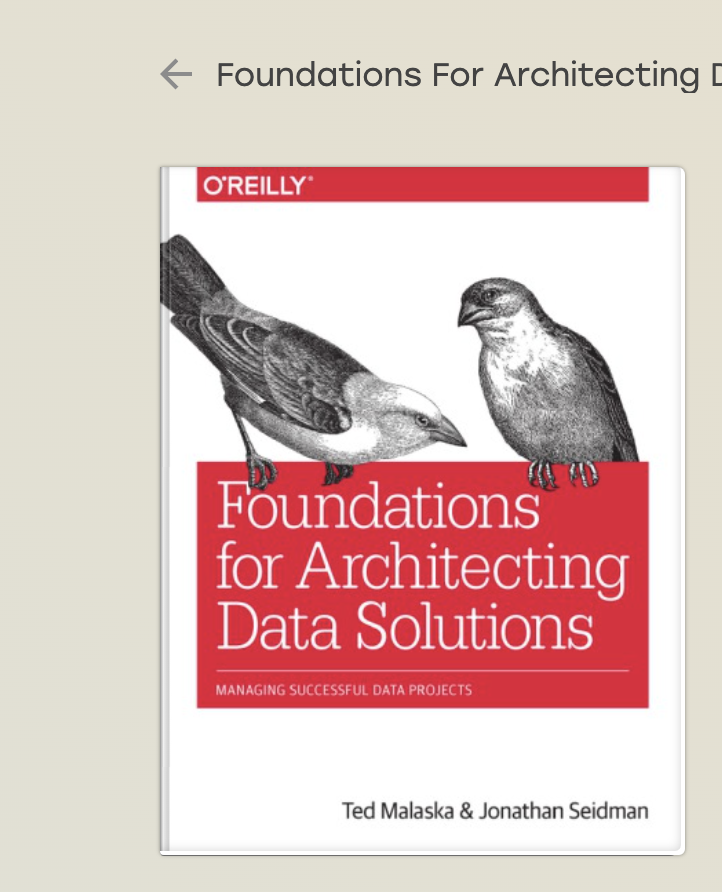 Foundations For Architecting D
O'REILLY®
Foundations
for Architecting
Data Solutions
MANAGING SUCCESSFUL DATA PROJECTS
Ted Malaska & Jonathan Seidman